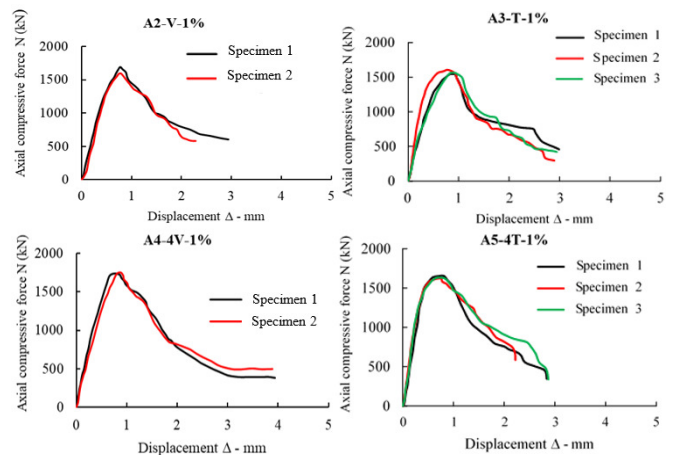 A2-V-1%
Axial compressive force N (kN)
2000
1500
1000
500
0
Specimen 1
Specimen 2
0 1 2 3 4 5
Displacement Δ - mm
A3-T-1%
Axial compressive force N (kN)
2000
1500
1000
500
0
Specimen 1
Specimen 2
Specimen 3
0 1 2 3 4 5
Displacement Δ - mm
A4-4V-1%
Axial compressive force N (kN)
2000
1500
1000
500
0
Specimen 1
Specimen 2
0 1 2 3 4 5
Displacement Δ - mm
A5-4T-1%
Axial compressive force N (kN)
2000
1500
1000
500
0
Specimen 1
Specimen 2
Specimen 3
0 1 2 3 4 5
Displacement Δ - mm